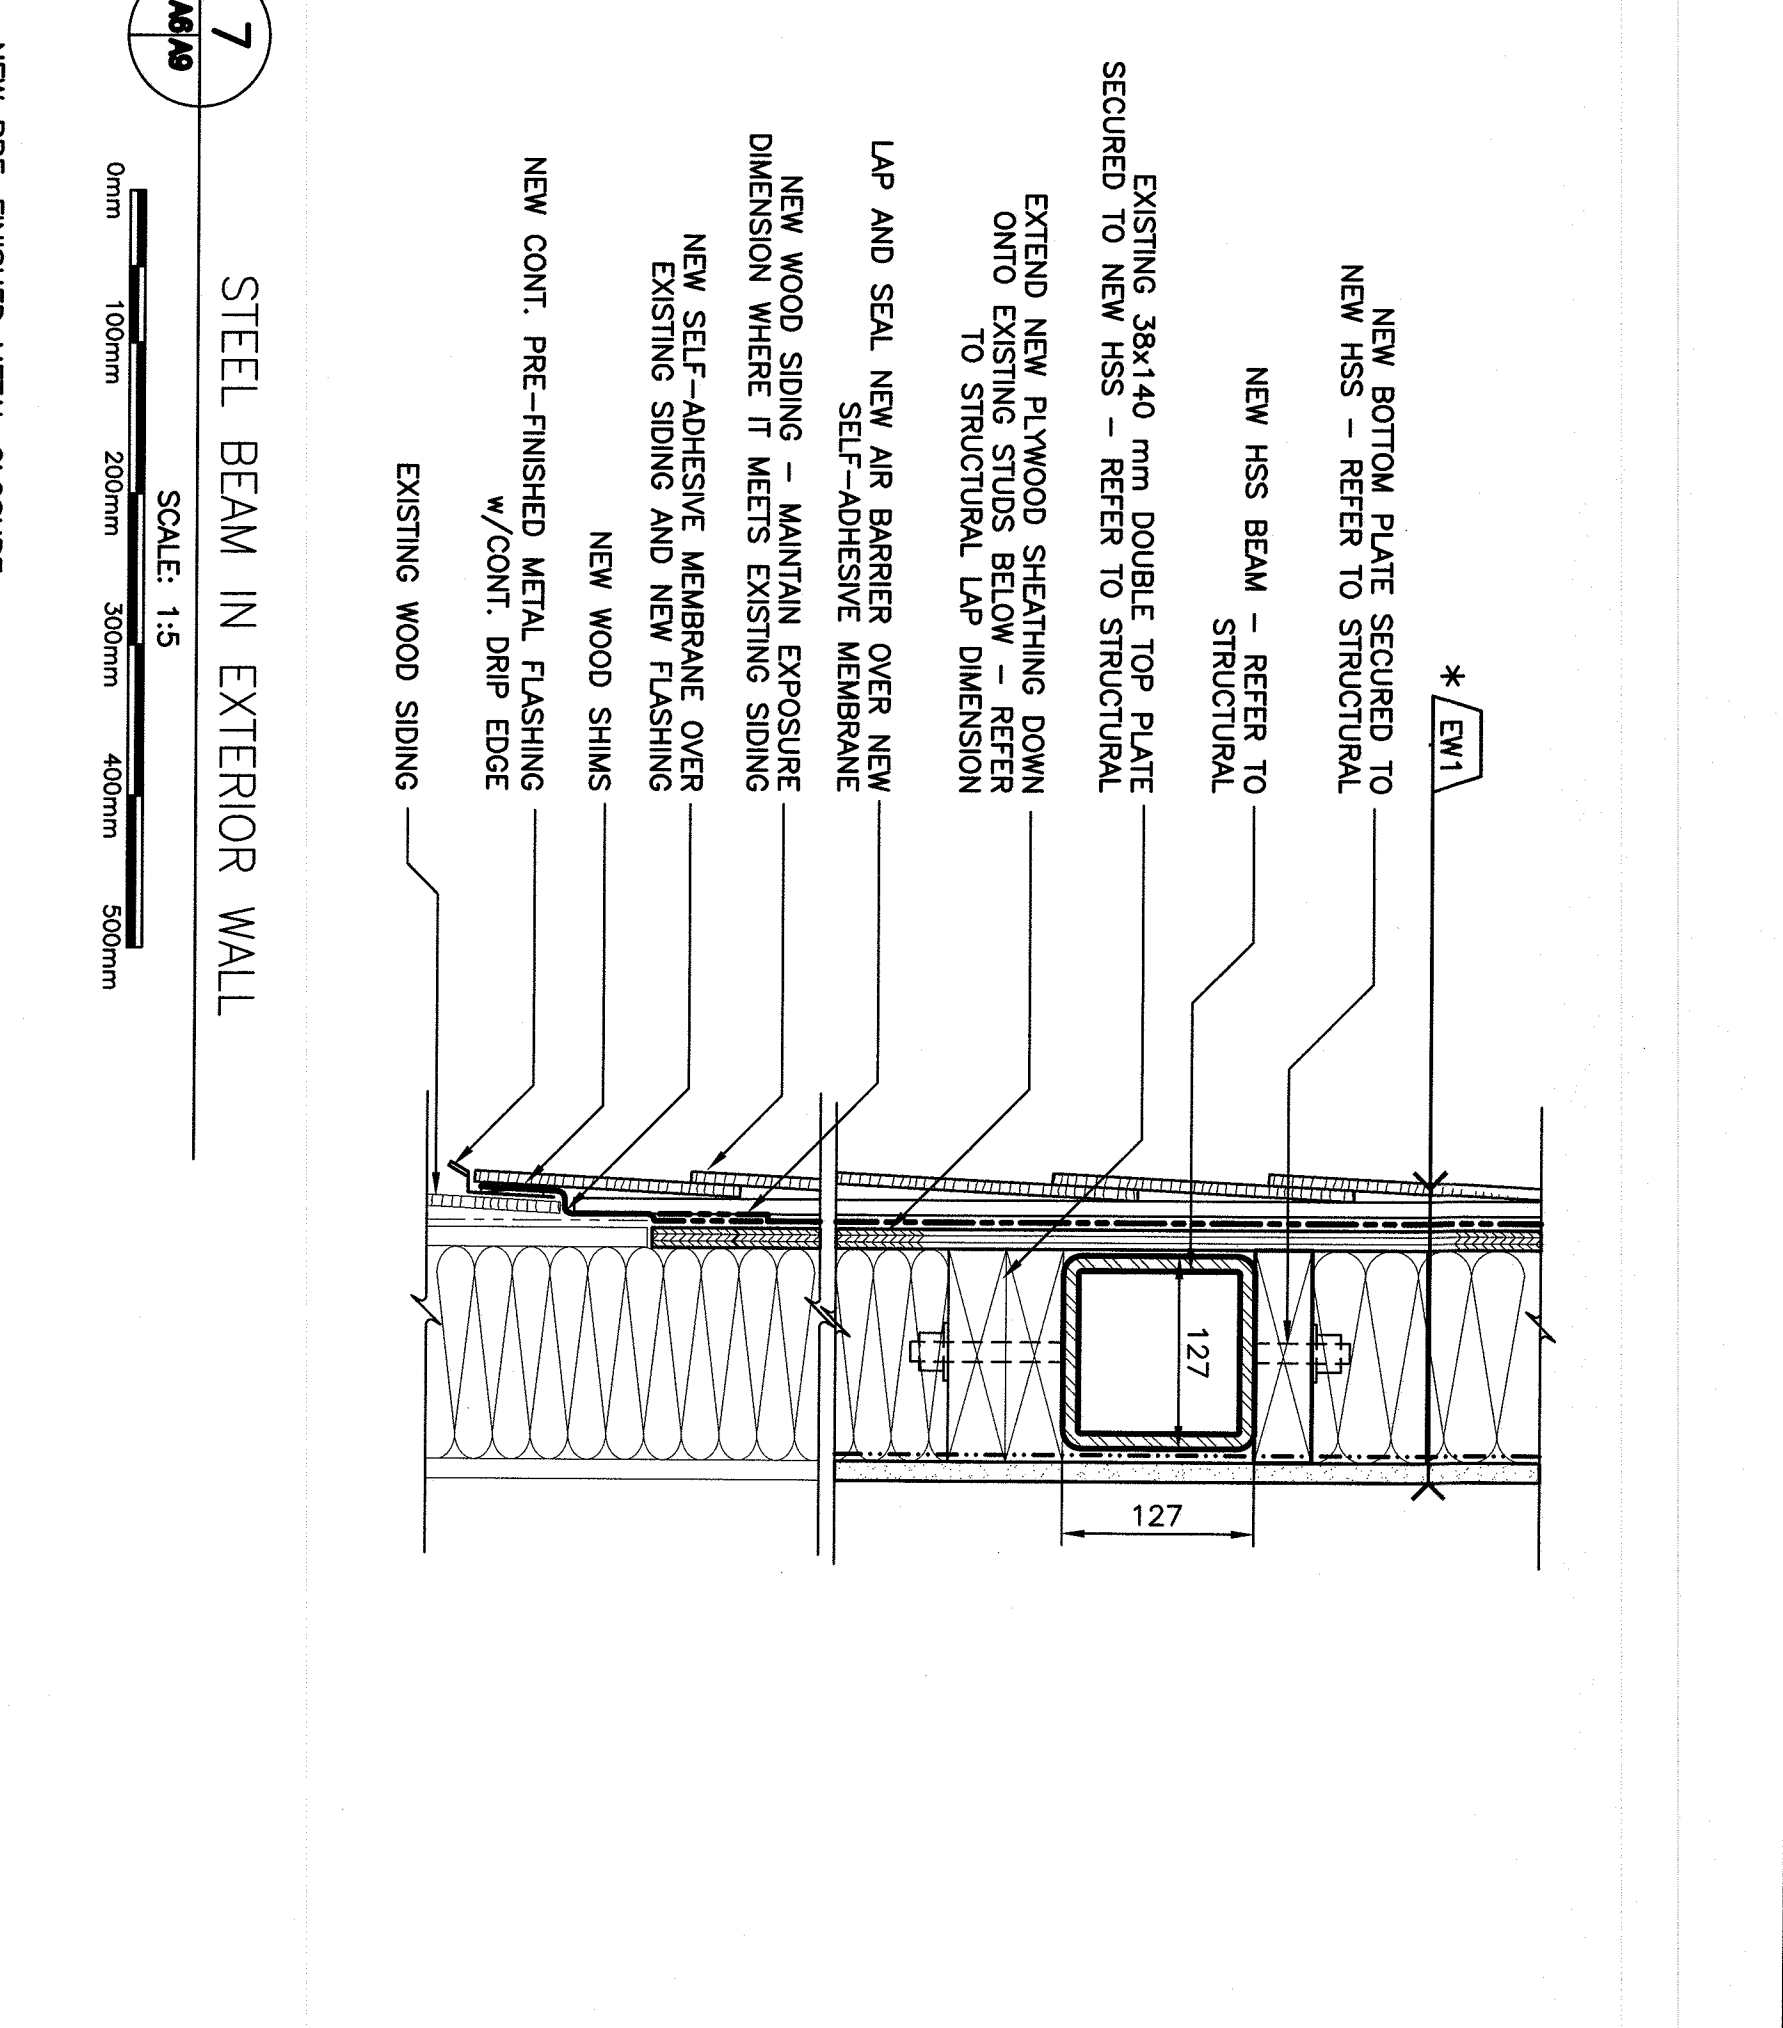 *
EW1
NEW BOTTOM PLATE SECURED TO
NEW HSS – REFER TO STRUCTURAL
NEW HSS BEAM – REFER TO
STRUCTURAL
EXISTING 38x140 mm DOUBLE TOP PLATE
SECURED TO NEW HSS – REFER TO STRUCTURAL
EXTEND NEW PLYWOOD SHEATHING DOWN
ONTO EXISTING STUDS BELOW – REFER
TO STRUCTURAL LAP DIMENSION
LAP AND SEAL NEW AIR BARRIER OVER NEW
SELF–ADHESIVE MEMBRANE
NEW WOOD SIDING – MAINTAIN EXPOSURE
DIMENSION WHERE IT MEETS EXISTING SIDING
NEW SELF–ADHESIVE MEMBRANE OVER
EXISTING SIDING AND NEW FLASHING
NEW WOOD SHIMS
NEW CONT. PRE–FINISHED METAL FLASHING
w/CONT. DRIP EDGE
EXISTING WOOD SIDING
127
127
7
A6 A9
STEEL BEAM IN EXTERIOR WALL
SCALE: 1:5
0mm 100mm 200mm 300mm 400mm 500mm